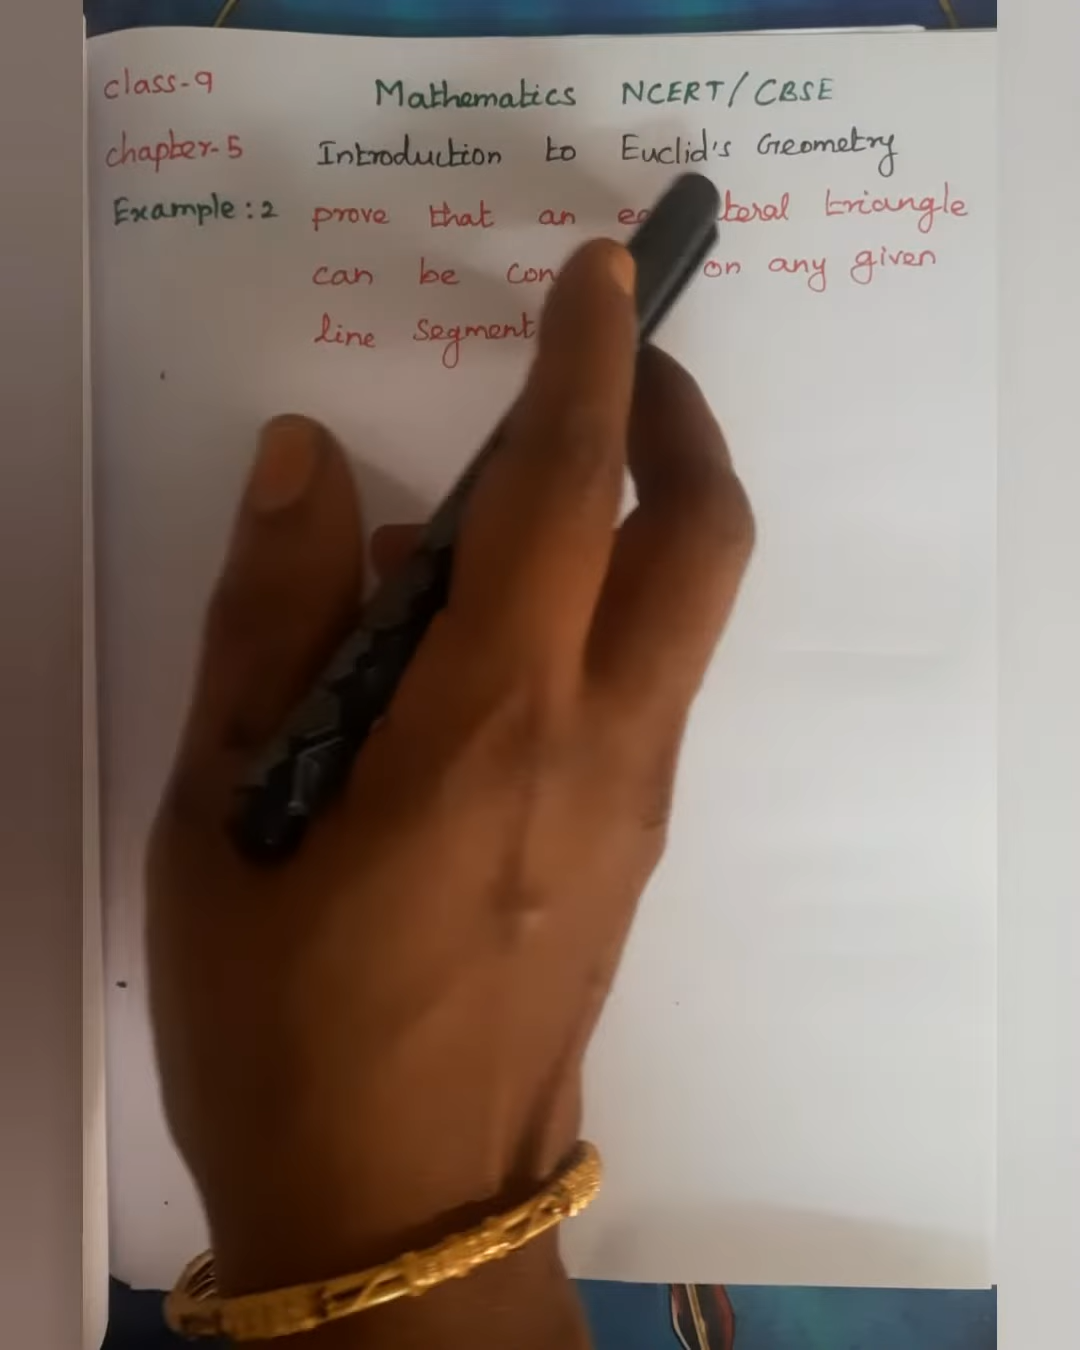 class-9
Mathematics NCERT/CBSE
chapter-5 Introduction to Euclid's Geometry
Example:2 prove that an triangle
can be on any given
line segment